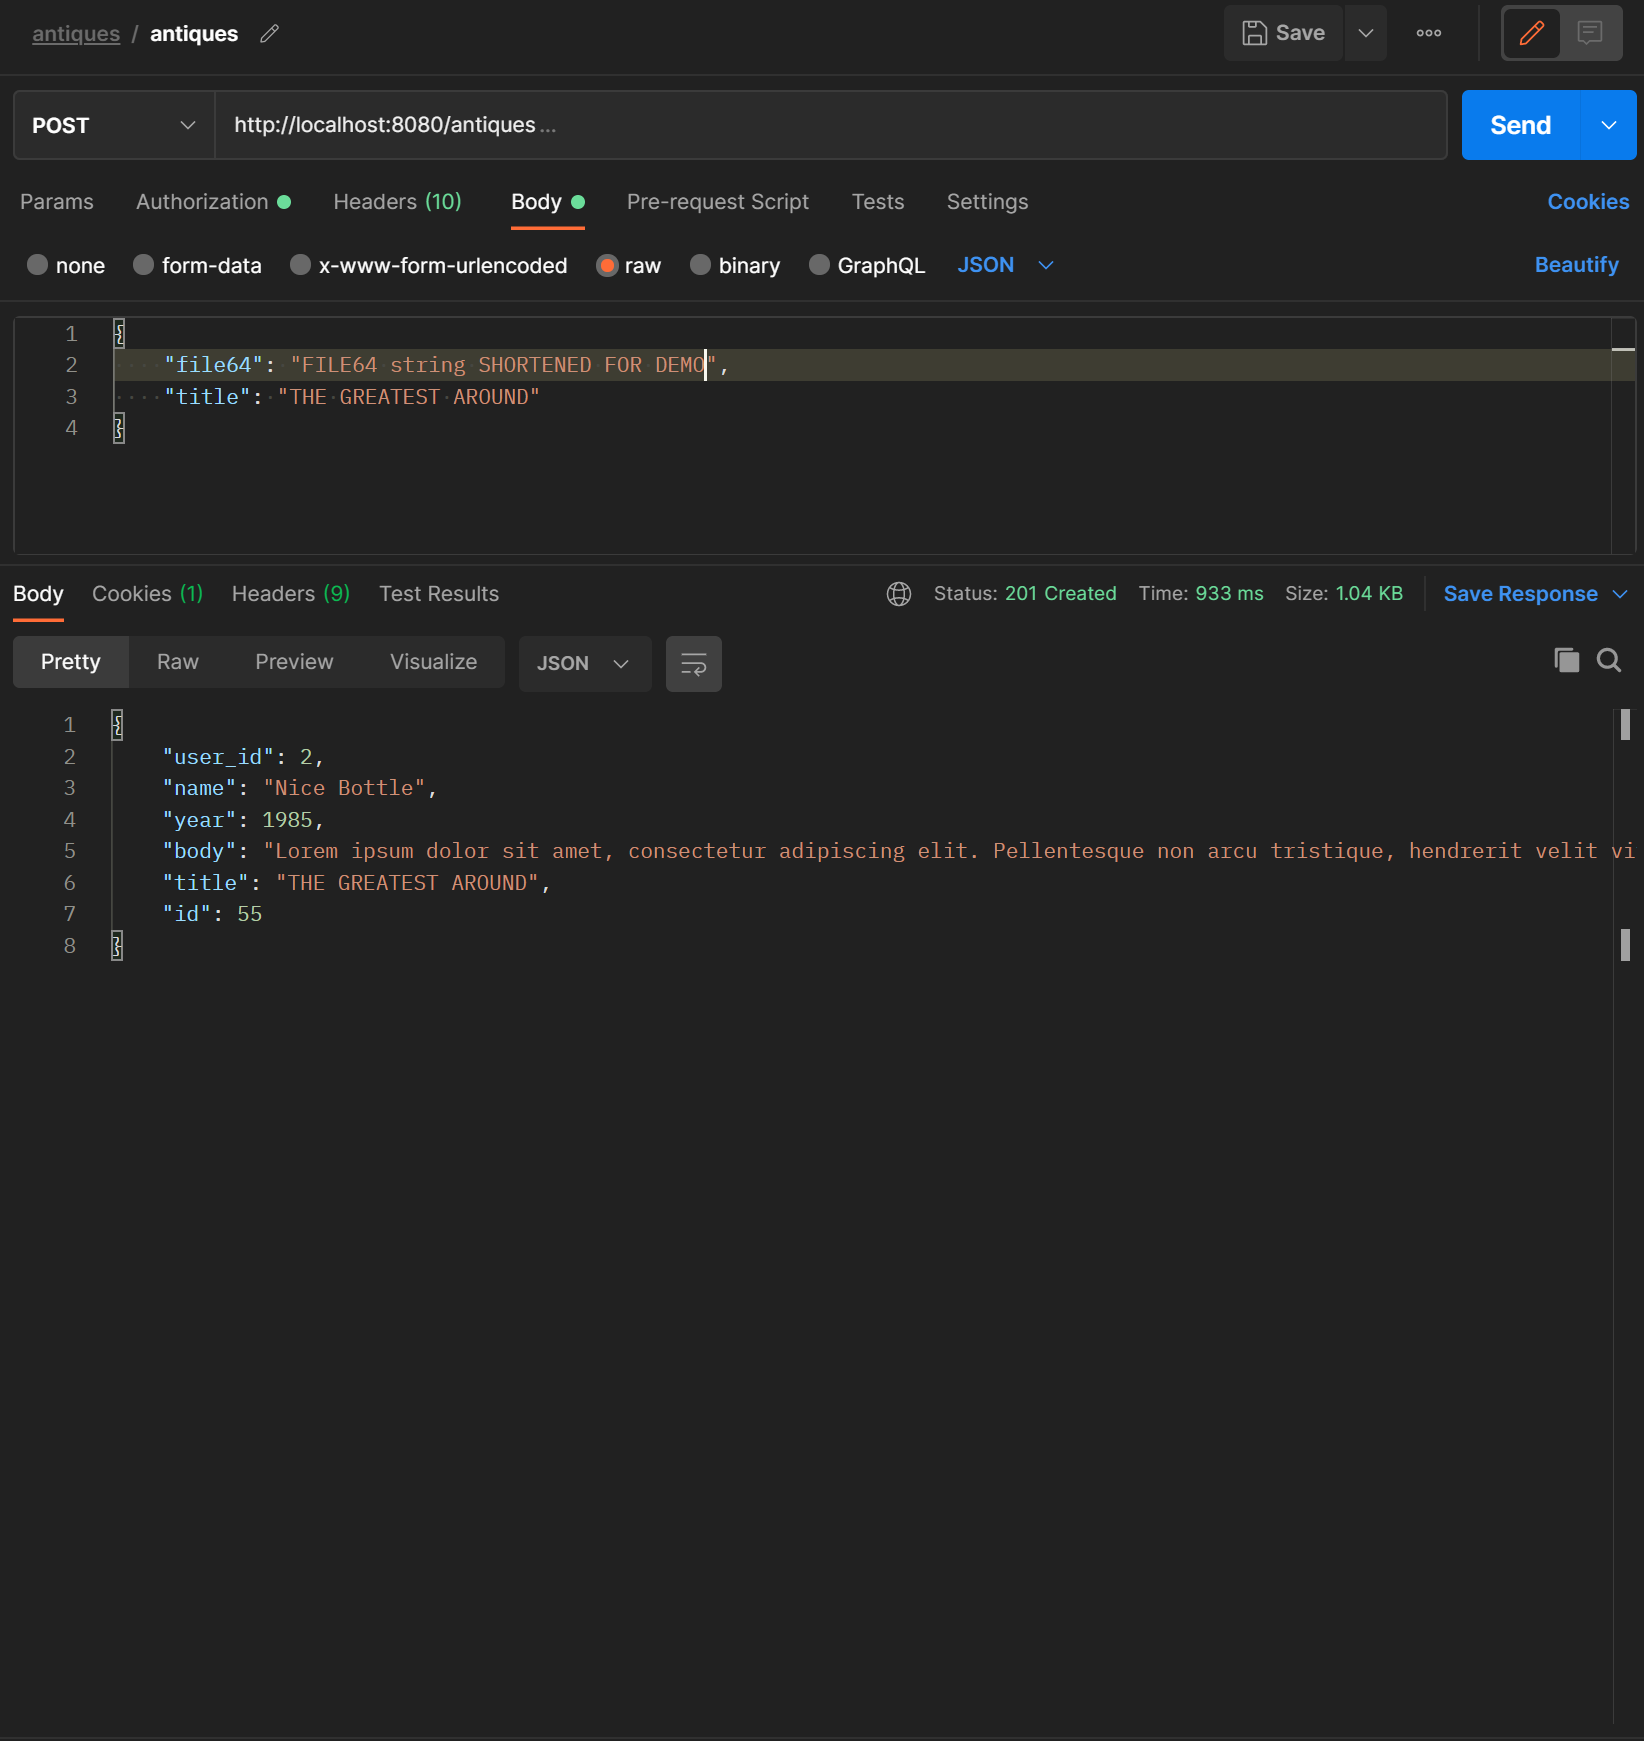 antiques / antiques
Save
POST
http://localhost:8080/antiques ...
Send
Params Authorization Headers (10) Body Pre-request Script Tests Settings Cookies
none form-data x-www-form-urlencoded raw binary GraphQL JSON Beautify
1 {
2 "file64": "FILE64 string SHORTENED FOR DEMO",
3 "title": "THE GREATEST AROUND"
4 }
Body Cookies (1) Headers (9) Test Results Status: 201 Created Time: 933 ms Size: 1.04 KB Save Response
Pretty Raw Preview Visualize JSON
1 {
2 "user_id": 2,
3 "name": "Nice Bottle",
4 "year": 1985,
5 "body": "Lorem ipsum dolor sit amet, consectetur adipiscing elit. Pellentesque non arcu tristique, hendrerit velit vi
6 "title": "THE GREATEST AROUND",
7 "id": 55
8 }